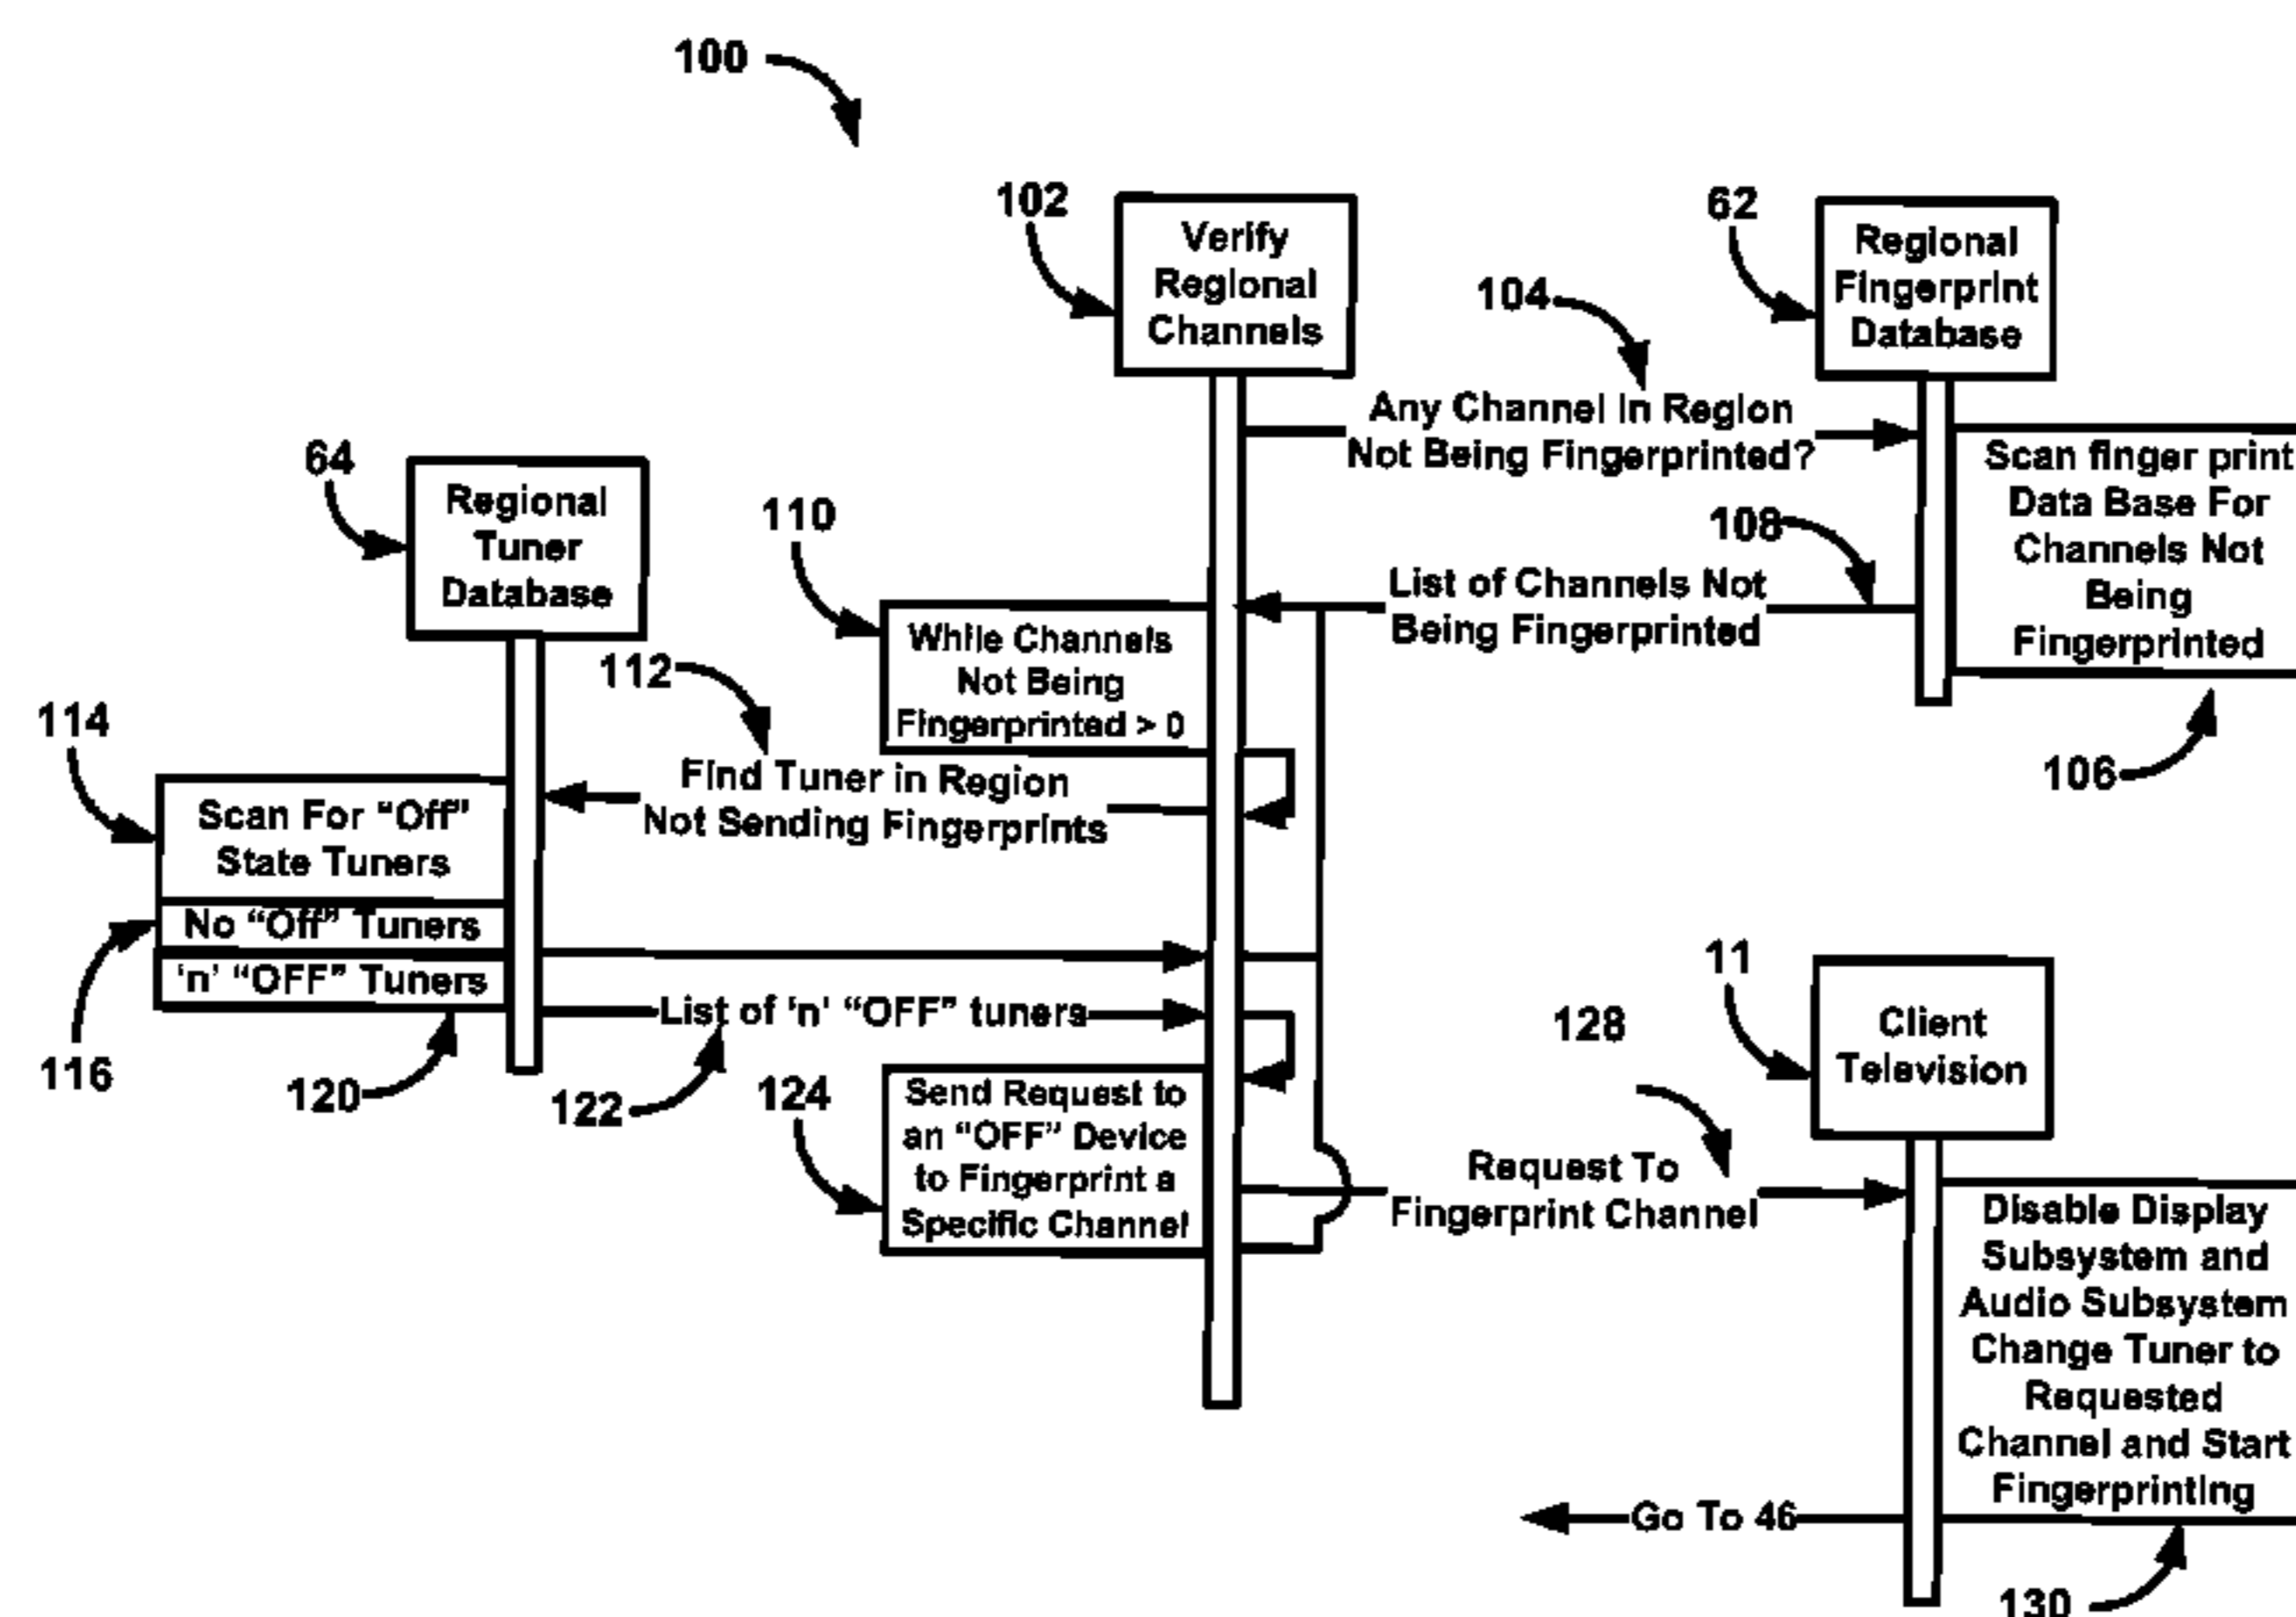 100
102
Verify
Regional
Channels
62
Regional
Fingerprint
Database
104
Any Channel in Region
Not Being Fingerprinted?
Scan finger print
Data Base For
Channels Not
Being
Fingerprinted
106
108
List of Channels Not
Being Fingerprinted
64
Regional
Tuner
Database
110
While Channels
Not Being
Fingerprinted > 0
112
Find Tuner in Region
Not Sending Fingerprints
114
Scan For "Off"
State Tuners
No "Off" Tuners
'n' "OFF" Tuners
116
120
List of 'n' "OFF" tuners
122
124
Send Request to
an "OFF" Device
to Fingerprint a
Specific Channel
128
Request To
Fingerprint Channel
11
Client
Television
Disable Display
Subsystem and
Audio Subsystem
Change Tuner to
Requested
Channel and Start
Fingerprinting
Go To 46
130